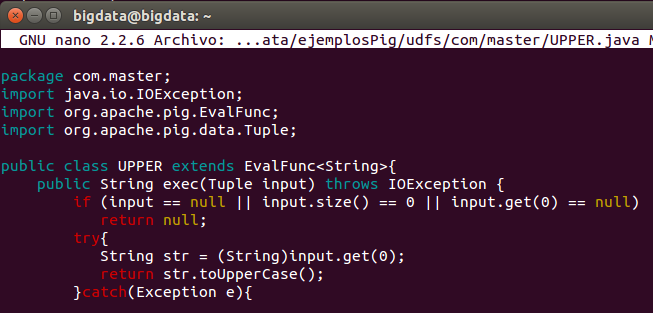 bigdata@bigdata: ~
GNU nano 2.2.6 Archivo: ...ata/ejemplosPig/udfs/com/master/UPPER.java M
package com.master;
import java.io.IOException;
import org.apache.pig.EvalFunc;
import org.apache.pig.data.Tuple;
public class UPPER extends EvalFunc<String>{
    public String exec(Tuple input) throws IOException {
        if (input == null || input.size() == 0 || input.get(0) == null)
           return null;
        try{
           String str = (String)input.get(0);
           return str.toUpperCase();
        }catch(Exception e){